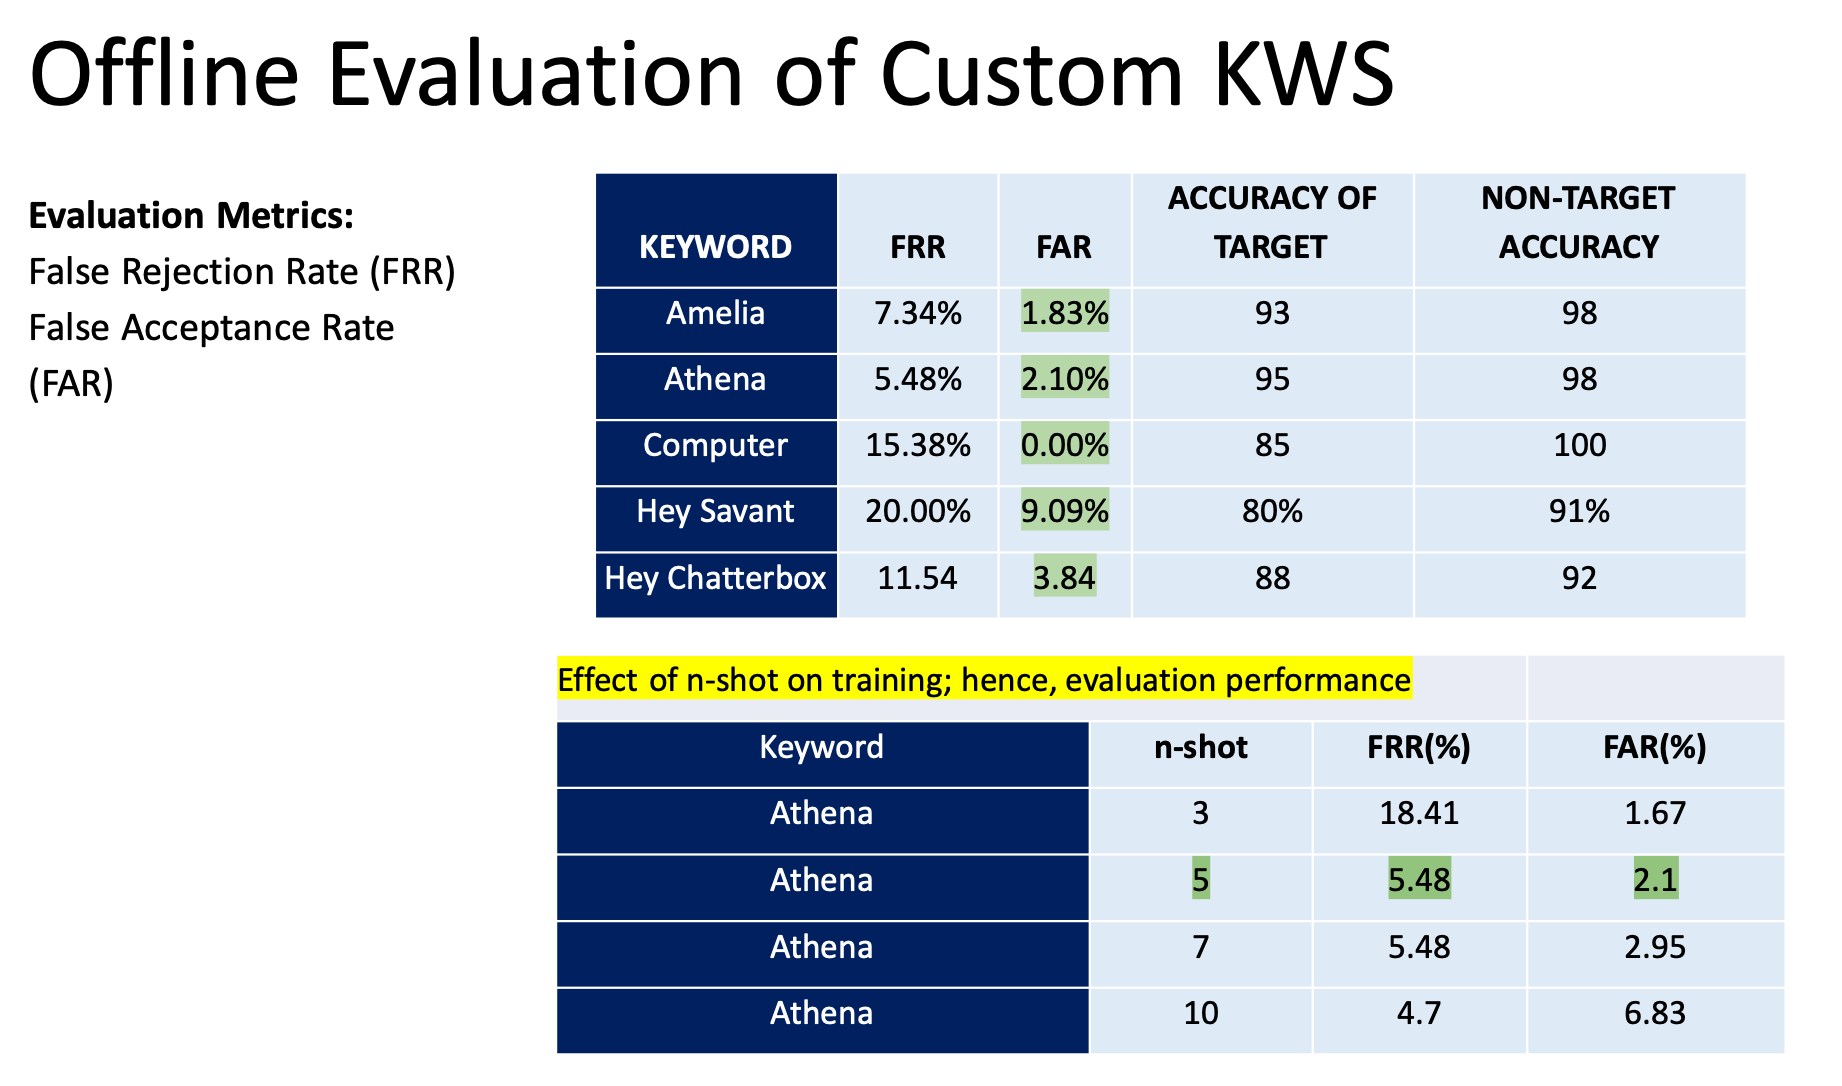 Offline Evaluation of Custom KWS
Evaluation Metrics:
False Rejection Rate (FRR)
False Acceptance Rate
(FAR)
KEYWORD FRR FAR ACCURACY OF TARGET NON-TARGET ACCURACY
Amelia 7.34% 1.83% 93 98
Athena 5.48% 2.10% 95 98
Computer 15.38% 0.00% 85 100
Hey Savant 20.00% 9.09% 80% 91%
Hey Chatterbox 11.54 3.84 88 92
Effect of n-shot on training; hence, evaluation performance
Keyword n-shot FRR(%) FAR(%)
Athena 3 18.41 1.67
Athena 5 5.48 2.1
Athena 7 5.48 2.95
Athena 10 4.7 6.83